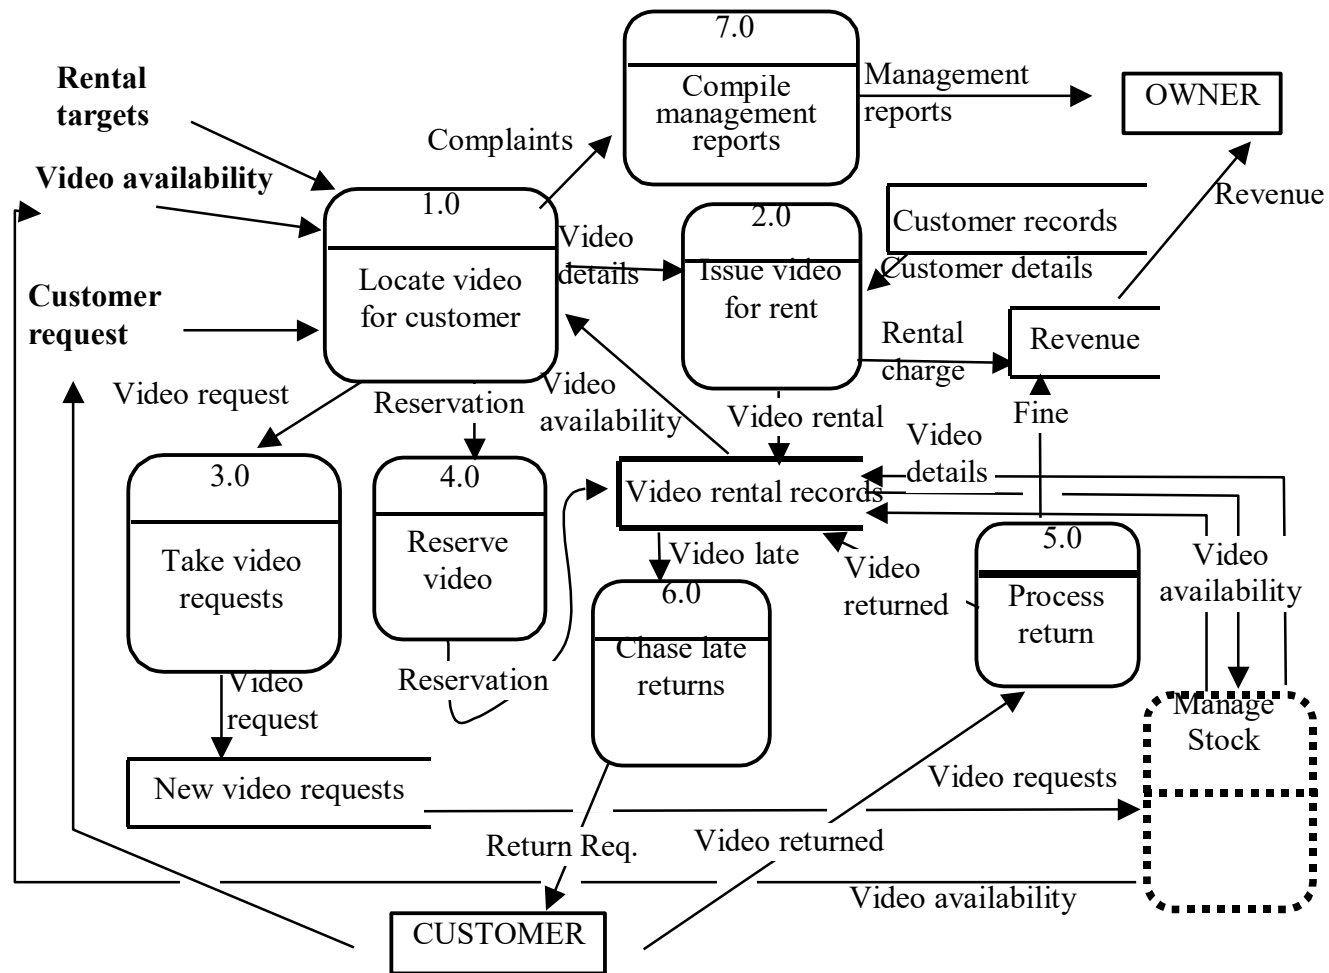 7.0
Compile
management
reports
Management
reports
OWNER
Rental
targets
Complaints
Video availability
1.0
Locate video
for customer
Video
details
2.0
Issue video
for rent
Customer records
Customer details
Revenue
Customer
request
Rental
charge
Revenue
Video request
Reservation
Video
availability
Video rental
Fine
Video
details
3.0
Take video
requests
4.0
Reserve
video
Video rental records
Video late
Video
returned
5.0
Process
return
Video
availability
6.0
Chase late
returns
Reservation
Video
request
Manage
Stock
New video requests
Video requests
Return Req.
Video returned
Video availability
CUSTOMER